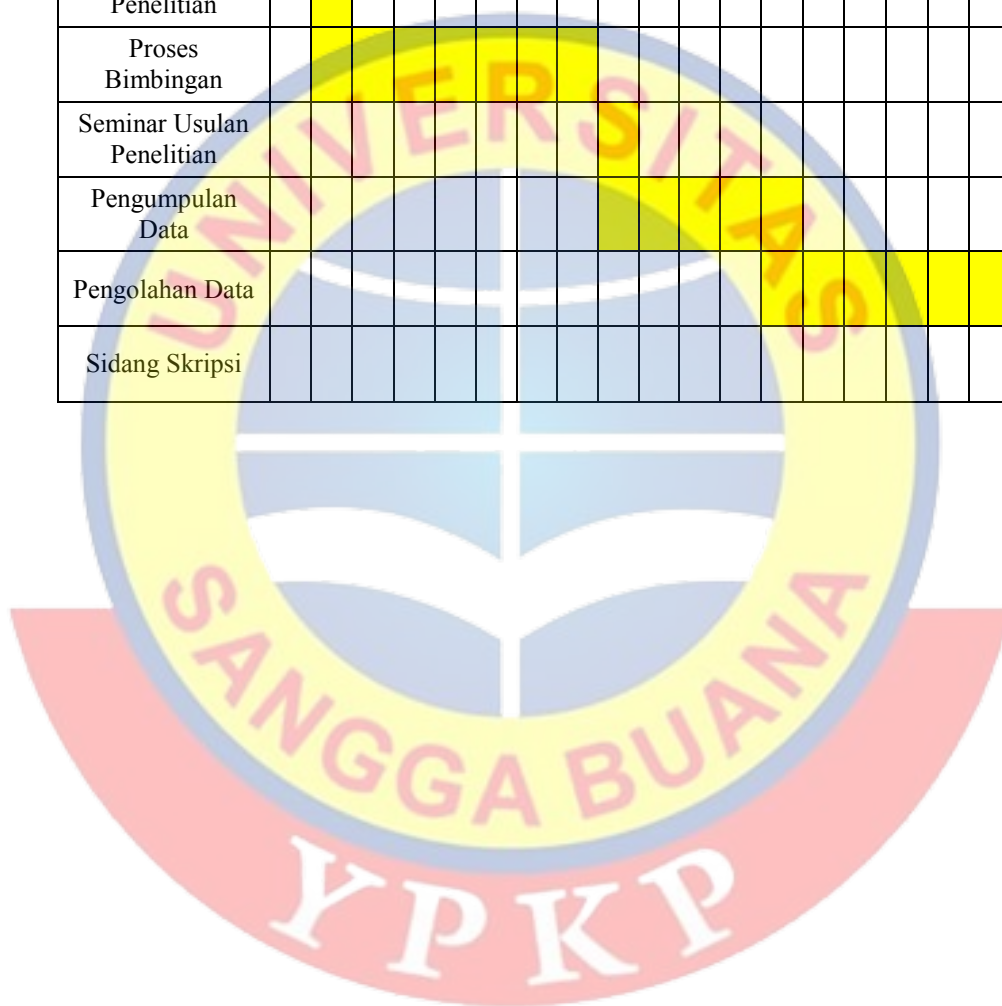 Penelitian
Proses
Bimbingan
Seminar Usulan
Penelitian
Pengumpulan
Data
Pengolahan Data
Sidang Skripsi
UNIVERSITAS
SANGGA BUANA
YPKP